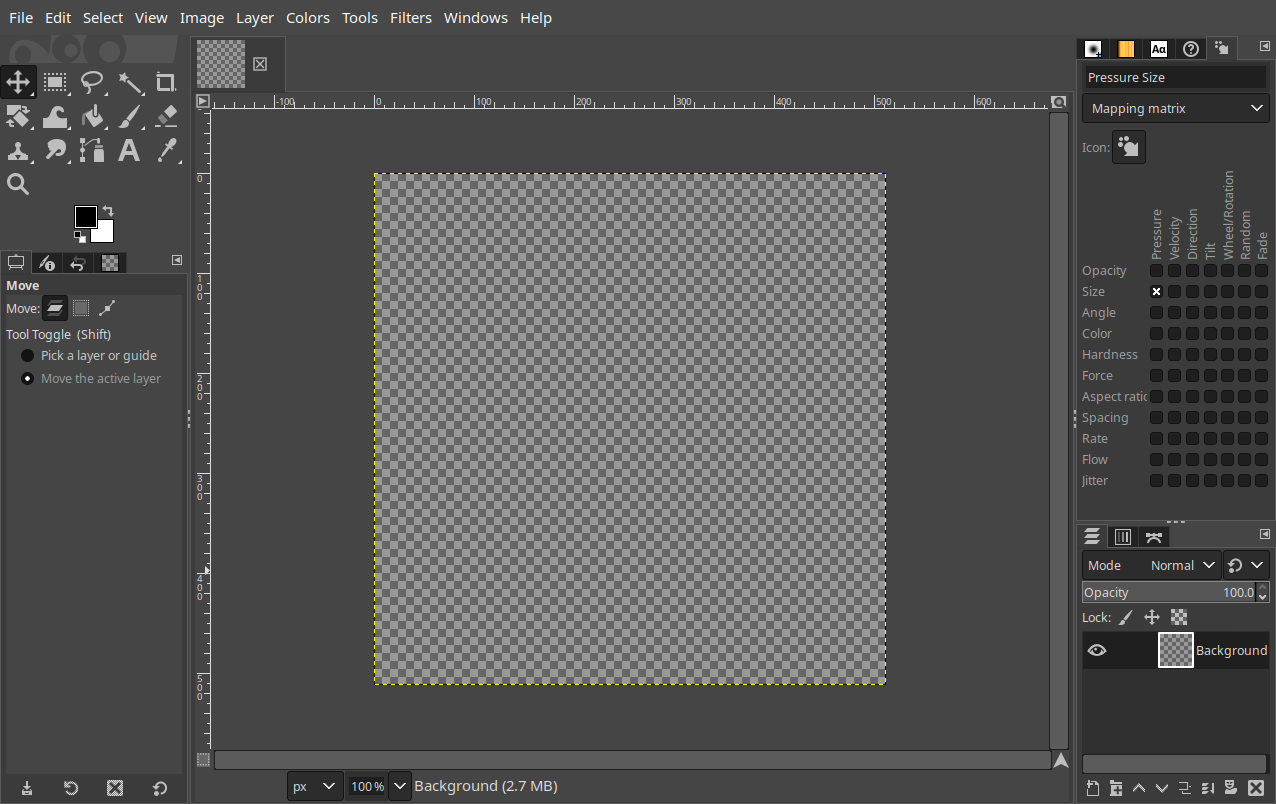 File Edit Select View Image Layer Colors Tools Filters Windows Help
-100 0 100 200 300 400 500 600
0
100
200
300
400
500
Move
Move:
Tool Toggle (Shift)
Pick a layer or guide
Move the active layer
px 100 % Background (2.7 MB)
Aa
Pressure Size
Mapping matrix
Icon:
Pressure Velocity Direction Tilt Wheel/Rotation Random Fade
Opacity
Size
Angle
Color
Hardness
Force
Aspect ratio
Spacing
Rate
Flow
Jitter
Mode Normal
Opacity 100.0
Lock:
Background